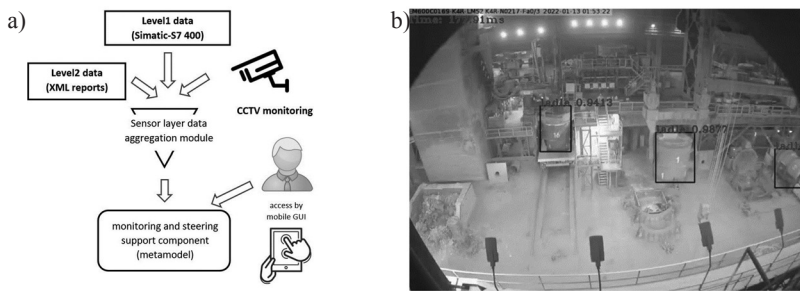 a)
Level1 data
(Simatic-S7 400)
Level2 data
(XML reports)
CCTV monitoring
Sensor layer data
aggregation module
access by
mobile GUI
monitoring and steering
support component
(metamodel)
b)
2022-01-13 01:53:22
0.9413
0.9877